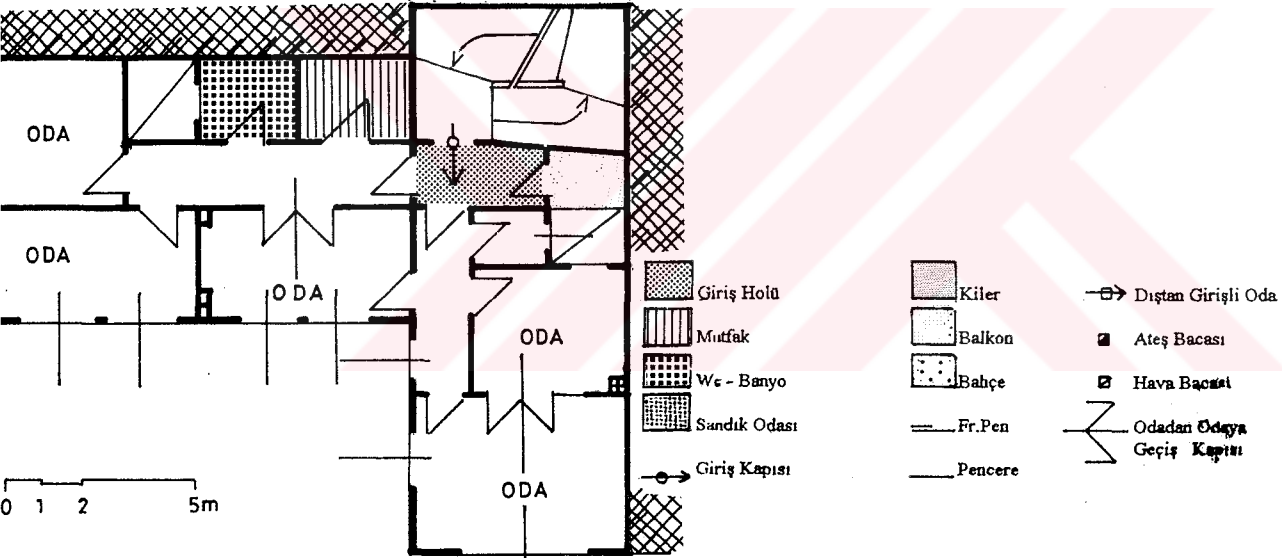 ODA
ODA
ODA
ODA
ODA
0 1 2 5m
Giriş Holü
Mutfak
Wc - Banyo
Sandık Odası
Giriş Kapısı
Kiler
Balkon
Bahçe
Fr.Pen
Pencere
Dıştan Girişli Oda
Ateş Bacası
Hava Bacası
Odadan Odaya
Geçiş Kapısı